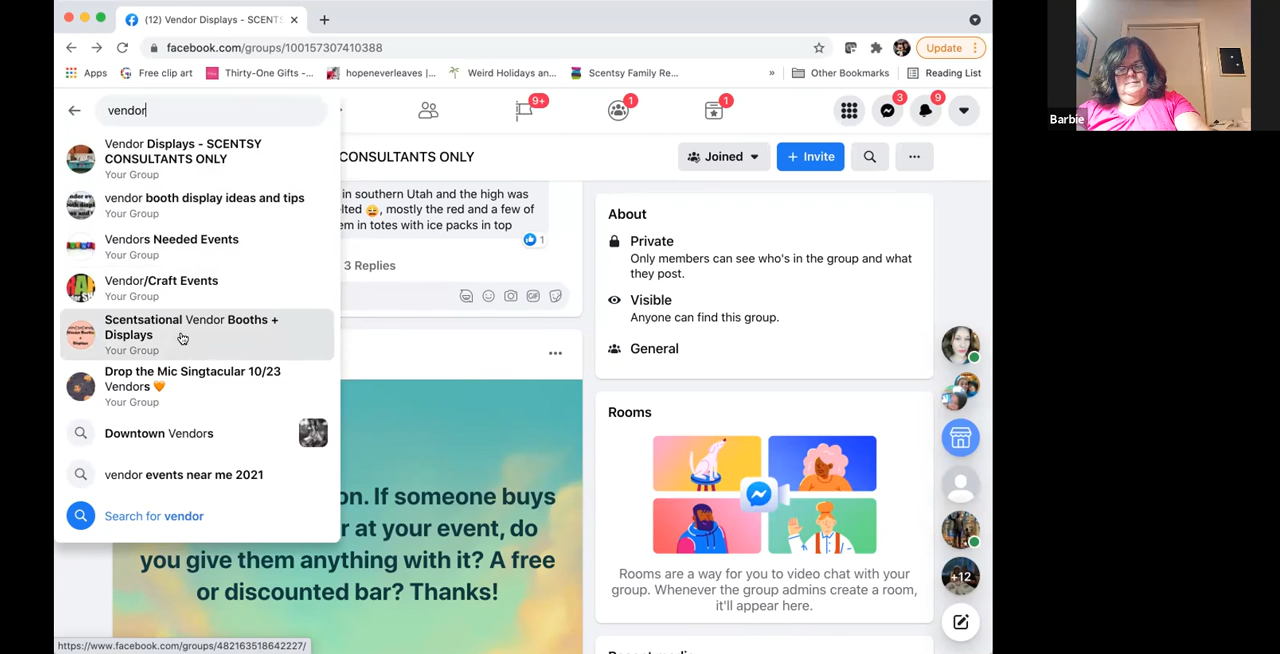 (12) Vendor Displays - SCENTS
facebook.com/groups/100157307410388
Update
Apps
Free clip art
Thirty-One Gifts -...
hopeneverleaves |...
Weird Holidays an...
Scentsy Family Re...
»
Other Bookmarks
Reading List
vendor
9+
1
1
3
9
Vendor Displays - SCENTSY
CONSULTANTS ONLY
Your Group
vendor booth display ideas and tips
Your Group
Vendors Needed Events
Your Group
Vendor/Craft Events
Your Group
Scentsational Vendor Booths +
Displays
Your Group
Drop the Mic Singtacular 10/23
Vendors 🧡
Your Group
Downtown Vendors
vendor events near me 2021
Search for vendor
CONSULTANTS ONLY
Joined
+ Invite
in southern Utah and the high was
elted 😅, mostly the red and a few of
em in totes with ice packs in top
1
3 Replies
GIF
on. If someone buys
r at your event, do
you give them anything with it? A free
or discounted bar? Thanks!
About
Private
Only members can see who's in the group and what
they post.
Visible
Anyone can find this group.
General
Rooms
Rooms are a way for you to video chat with your
group. Whenever the group admins create a room,
it'll appear here.
+12
https://www.facebook.com/groups/482163518642227/
Barbie